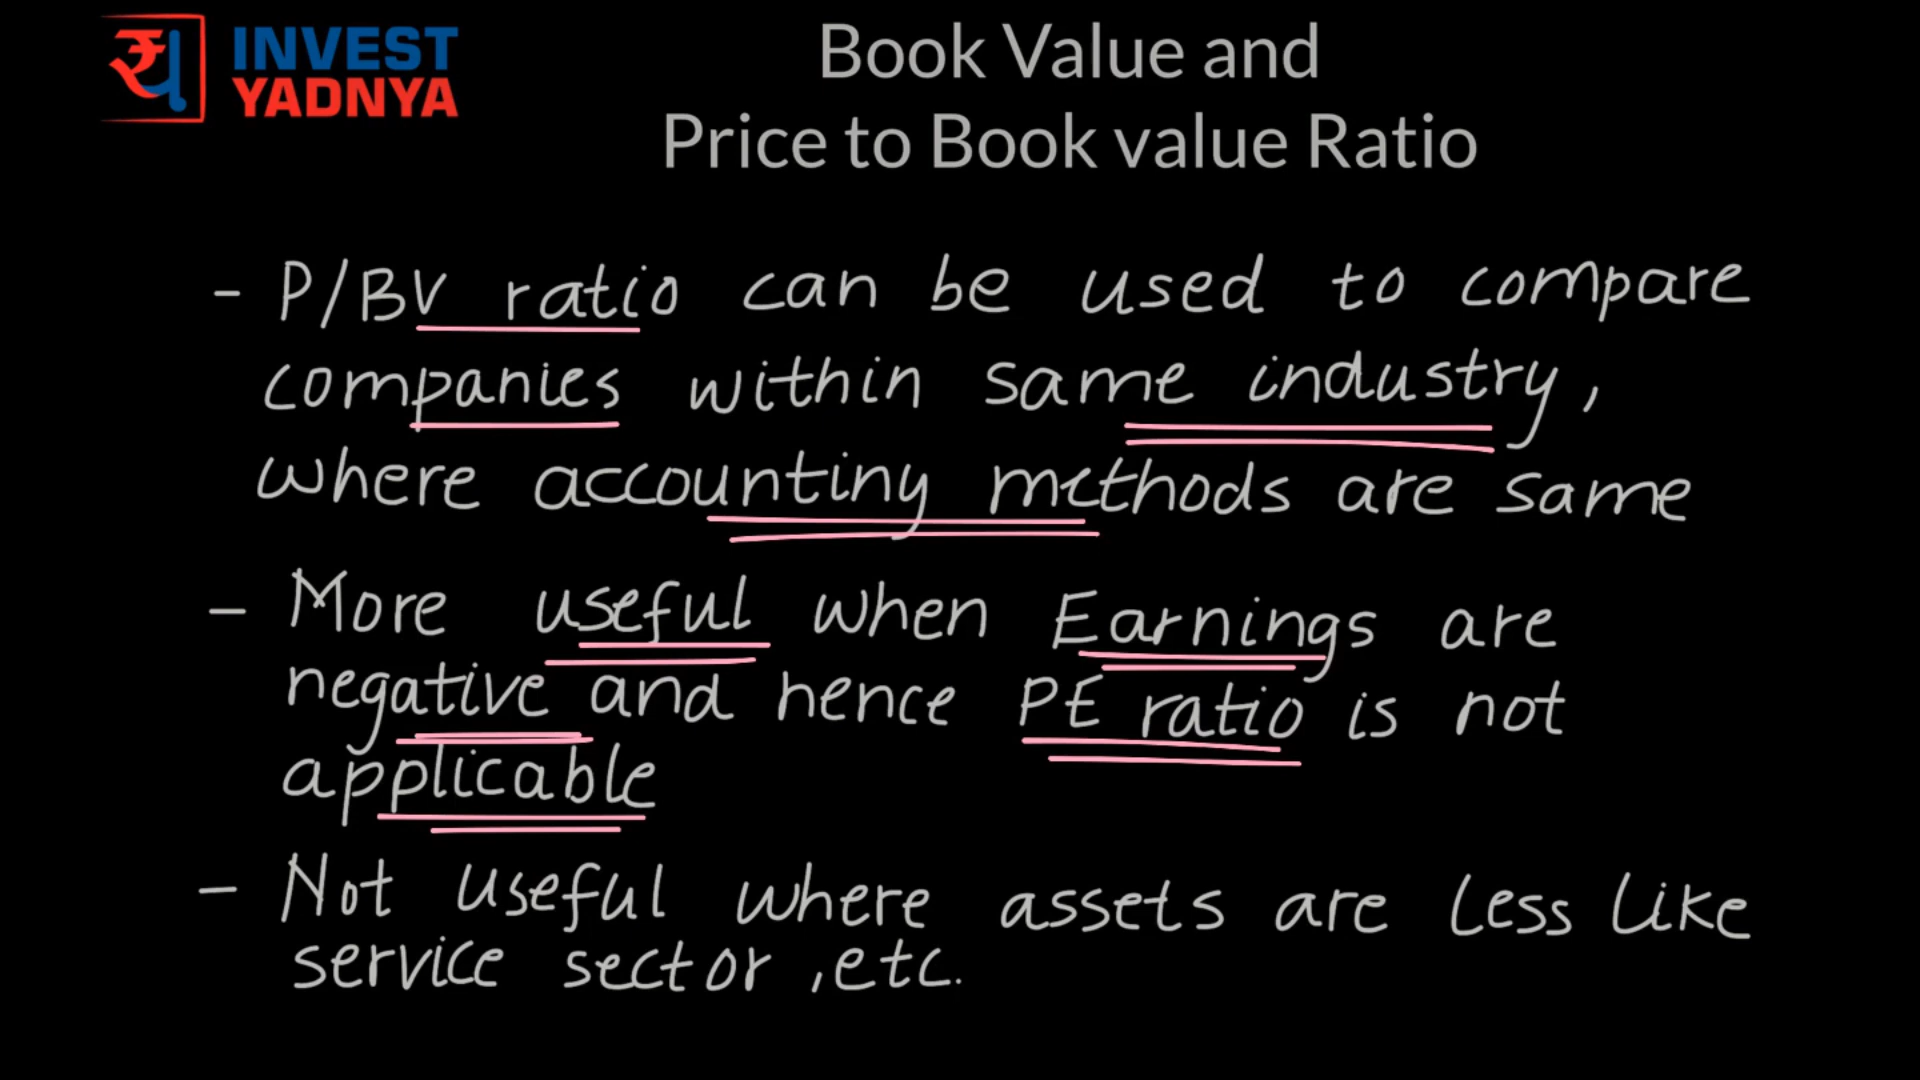 INVEST
YADNYA
Book Value and
Price to Book value Ratio
- P/BV ratio can be used to compare
companies within same industry,
where accounting methods are same
- More useful when Earnings are
negative and hence PE ratio is not
applicable
- Not useful where assets are less like
service sector, etc.